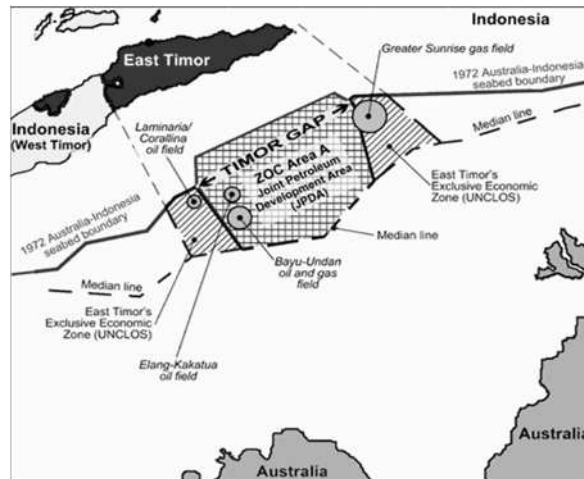 Indonesia
East Timor
Greater Sunrise gas field
1972 Australia-Indonesia
seabed boundary
Indonesia
(West Timor)
Laminaria/
Corallina
oil field
TIMOR GAP
ZOC Area A
Joint Petroleum
Development Area
(JPDA)
Median line
East Timor's
Exclusive Economic
Zone (UNCLOS)
1972 Australia-Indonesian
seabed boundary
Median line
Median line
Bayu-Undan
oil and gas
field
East Timor's
Exclusive Economic
Zone (UNCLOS)
Elang-Kakatua
oil field
Australia
Australia